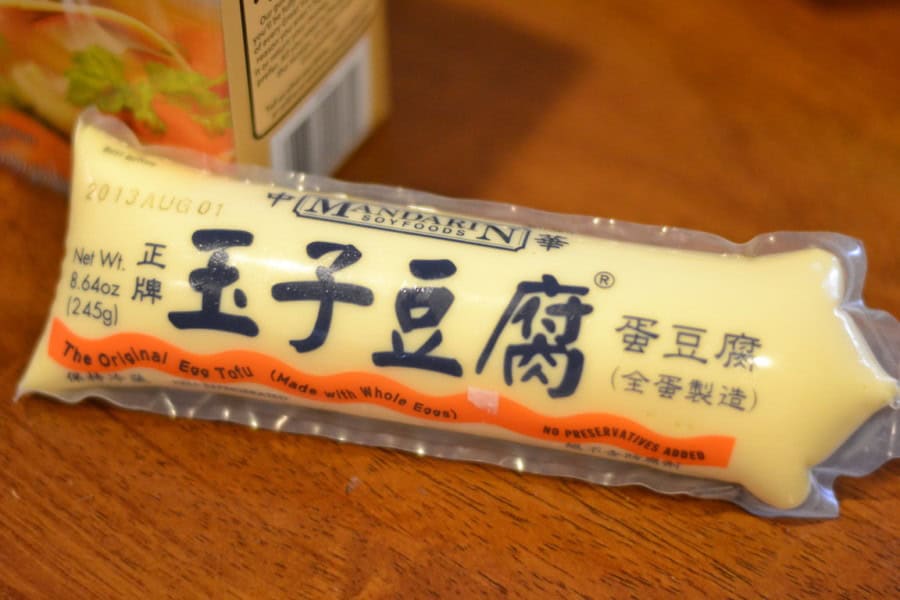 2013 AUG 01
中 MANDARIN 華
SOYFOODS
Net Wt.
8.64oz
(245g)
正牌
玉子豆腐®
蛋豆腐
(全蛋製造)
The Original Egg Tofu (Made with Whole Eggs)
NO PRESERVATIVES ADDED